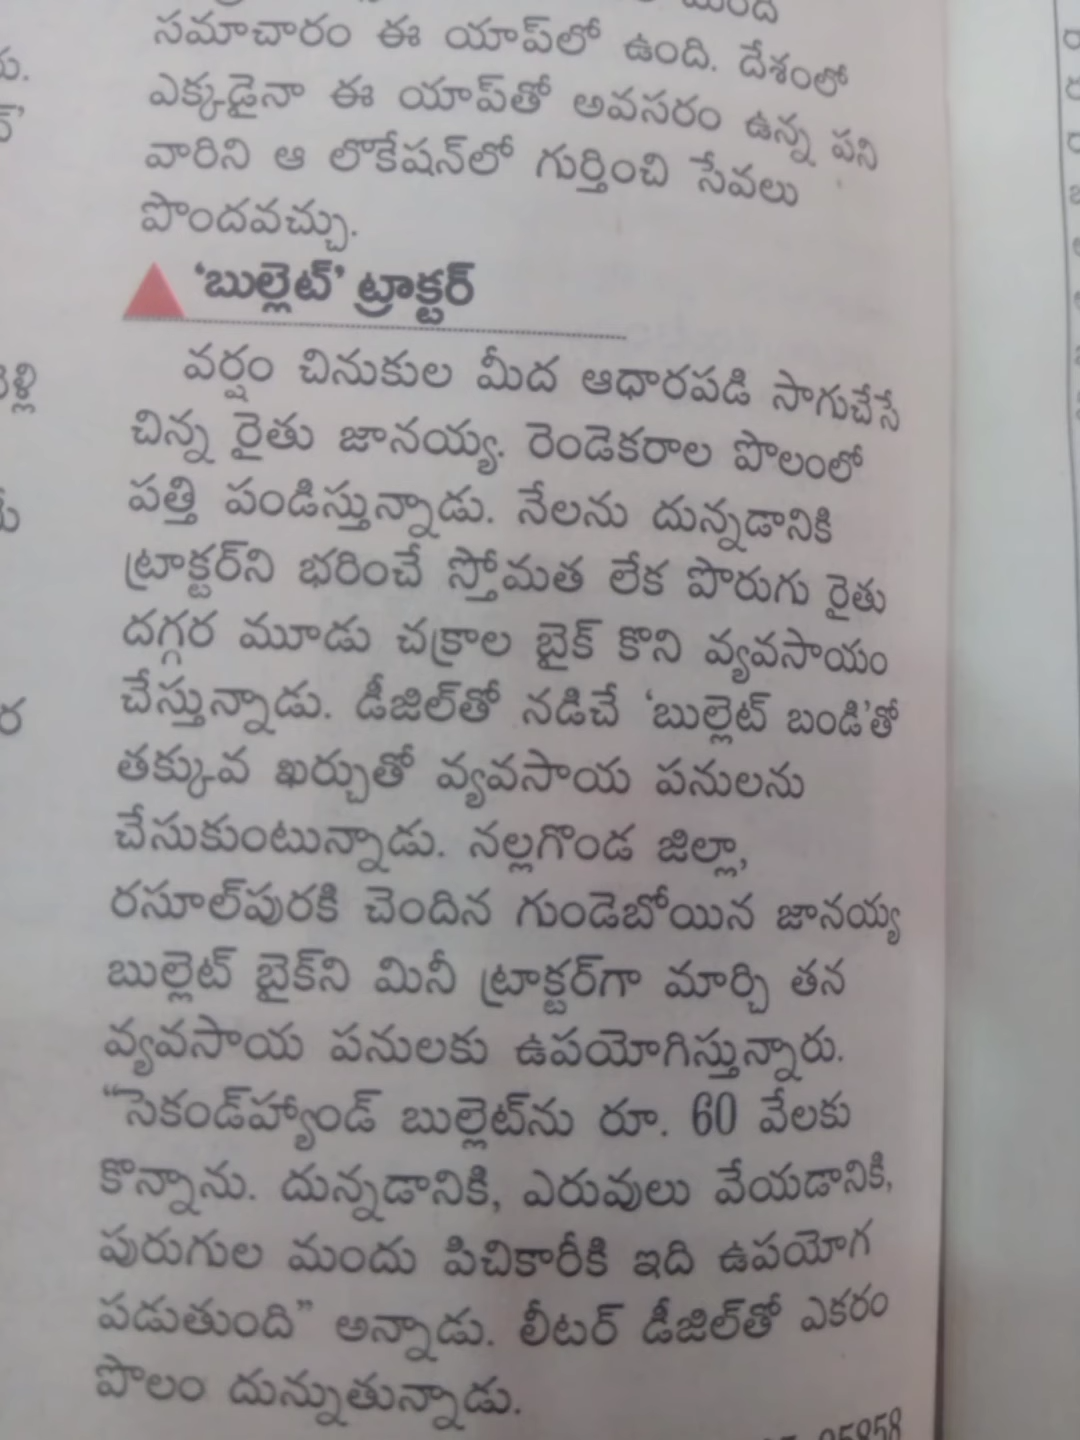 సమాచారం ఈ యాప్‌లో ఉంది. దేశంలో
ఎక్కడైనా ఈ యాప్‌తో అవసరం ఉన్న పని
వారిని ఆ లొకేషన్‌లో గుర్తించి సేవలు
పొందవచ్చు.
‘బుల్లెట్’ ట్రాక్టర్
వర్షం చినుకుల మీద ఆధారపడి సాగుచేసే
చిన్న రైతు జానయ్య. రెండెకరాల పొలంలో
పత్తి పండిస్తున్నాడు. నేలను దున్నడానికి
ట్రాక్టర్‌ని భరించే స్తోమత లేక పొరుగు రైతు
దగ్గర మూడు చక్రాల బైక్ కొని వ్యవసాయం
చేస్తున్నాడు. డీజిల్‌తో నడిచే ‘బుల్లెట్ బండి’తో
తక్కువ ఖర్చుతో వ్యవసాయ పనులను
చేసుకుంటున్నాడు. నల్లగొండ జిల్లా,
రసూల్‌పురకి చెందిన గుండెబోయిన జానయ్య
బుల్లెట్ బైక్‌ని మినీ ట్రాక్టర్‌గా మార్చి తన
వ్యవసాయ పనులకు ఉపయోగిస్తున్నారు.
“సెకండ్‌హ్యాండ్ బుల్లెట్‌ను రూ. 60 వేలకు
కొన్నాను. దున్నడానికి, ఎరువులు వేయడానికి,
పురుగుల మందు పిచికారీకి ఇది ఉపయోగ
పడుతుంది” అన్నాడు. లీటర్ డీజిల్‌తో ఎకరం
పొలం దున్నుతున్నాడు.